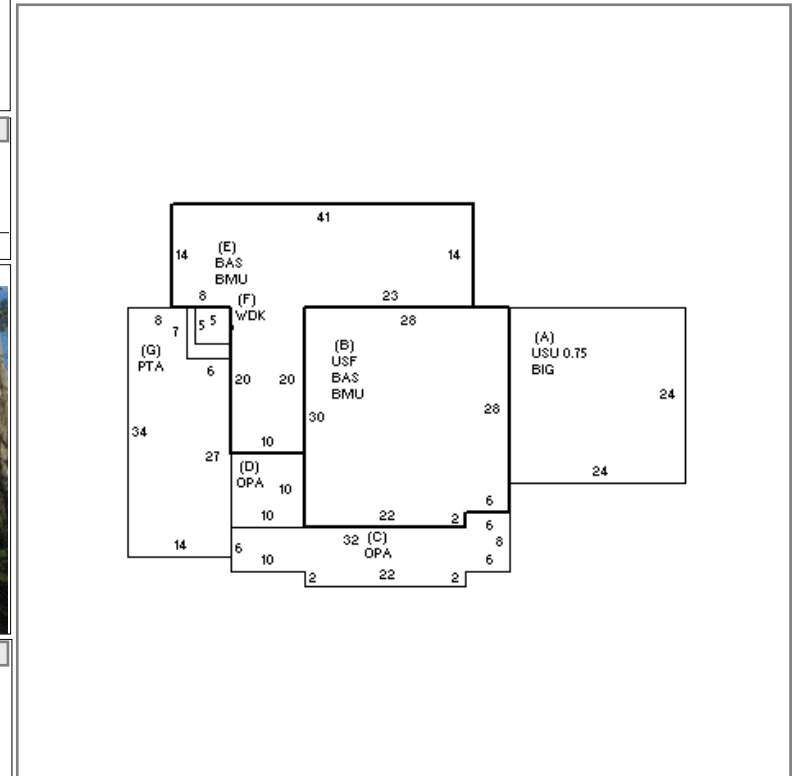 41
14
(E)
BAS
BMU
14
8
(F)
WDK
23
8
7
5
5
28
(A)
USU 0.75
BIG
(B)
USF
BAS
BMU
(G)
PTA
6
20
20
24
30
28
34
10
27
(D)
OPA
10
24
6
10
22
2
6
14
6
32
(C)
OPA
8
10
6
2
22
2